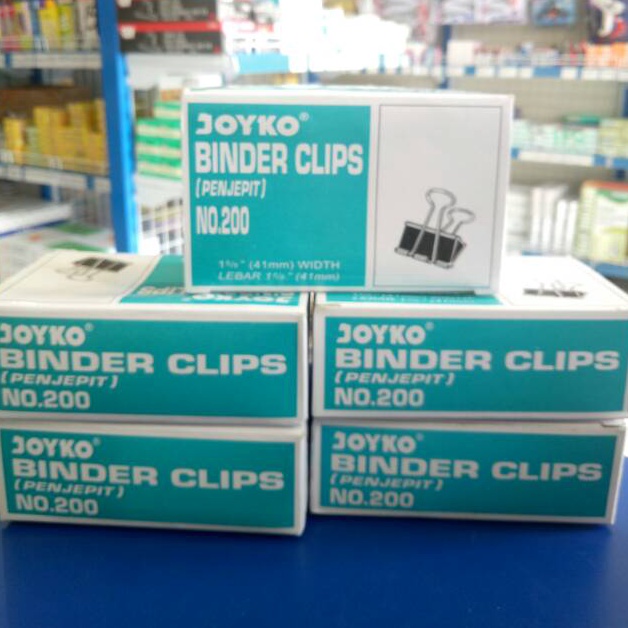 JOYKO®
BINDER CLIPS
(PENJEPIT)
NO.200
1⅝" (41mm) WIDTH
LEBAR 1⅝" (41mm)
JOYKO®
BINDER CLIPS
(PENJEPIT)
NO.200
JOYKO®
BINDER CLIPS
(PENJEPIT)
NO.200
JOYKO®
BINDER CLIPS
(PENJEPIT)
NO.200
JOYKO®
BINDER CLIPS
(PENJEPIT)
NO.200